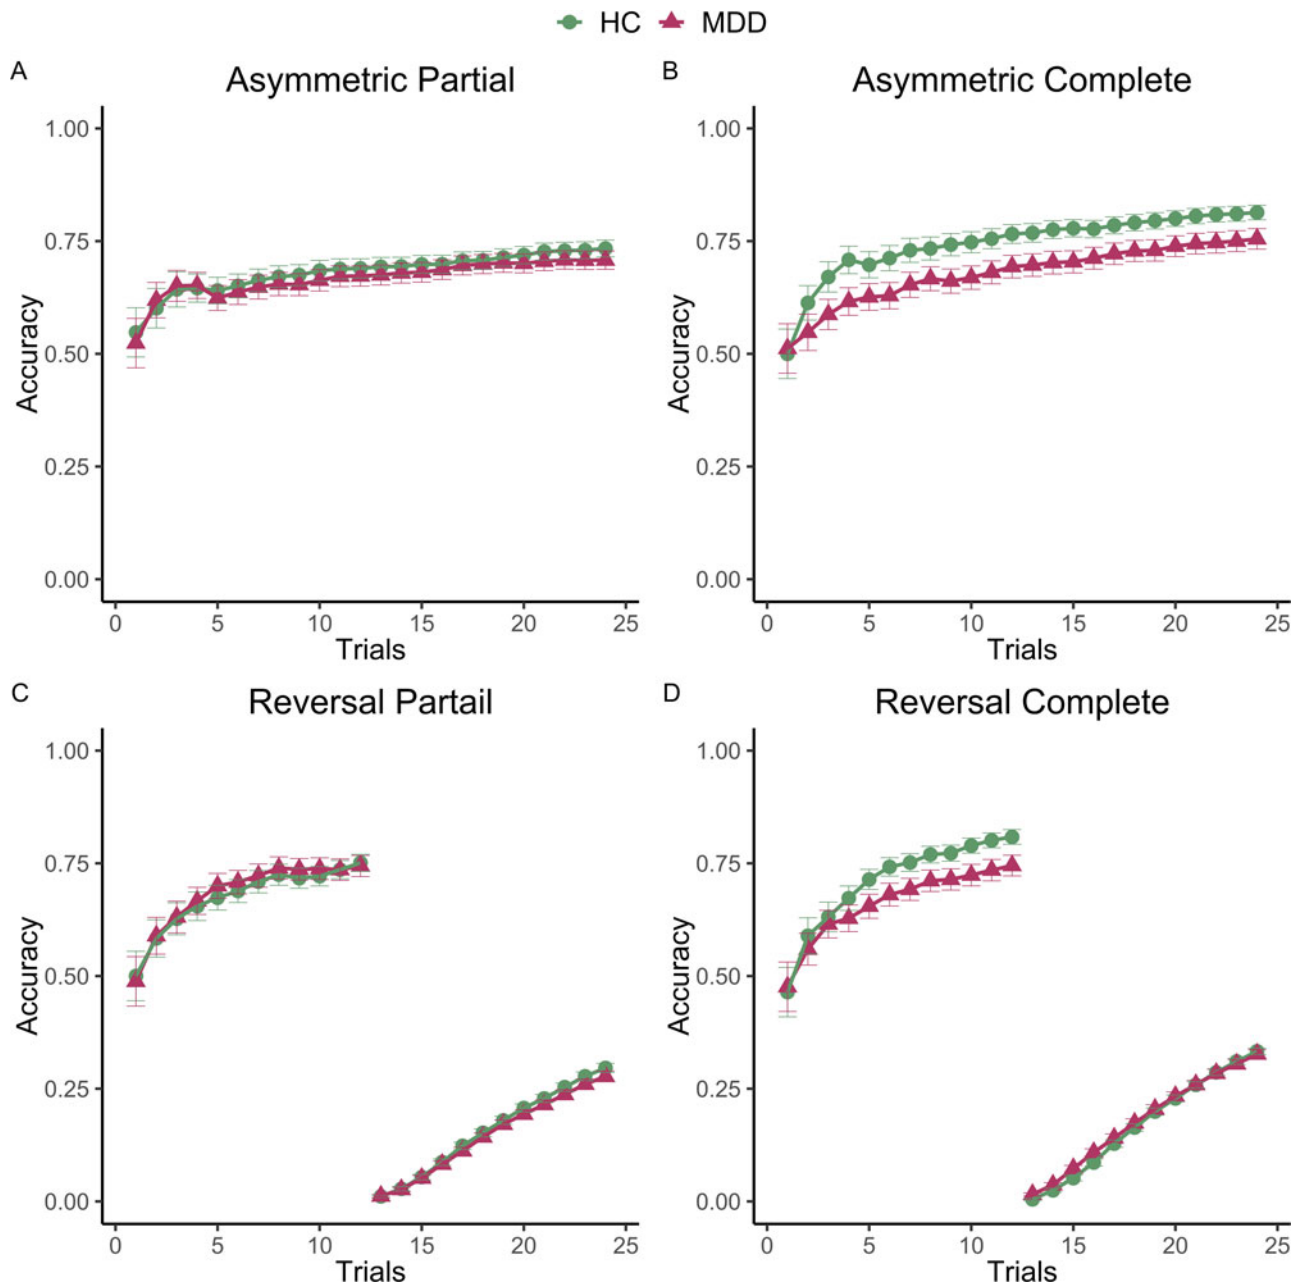 HC MDD
A
Asymmetric Partial
1.00
0.75
0.50
0.25
0.00
Accuracy
0 5 10 15 20 25
Trials
B
Asymmetric Complete
1.00
0.75
0.50
0.25
0.00
Accuracy
0 5 10 15 20 25
Trials
C
Reversal Partail
1.00
0.75
0.50
0.25
0.00
Accuracy
0 5 10 15 20 25
Trials
D
Reversal Complete
1.00
0.75
0.50
0.25
0.00
Accuracy
0 5 10 15 20 25
Trials